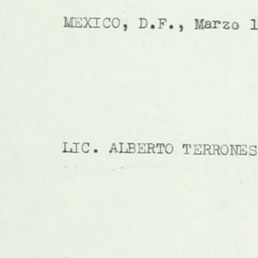 MEXICO, D.F., Marzo 1
LIC. ALBERTO TERRONES